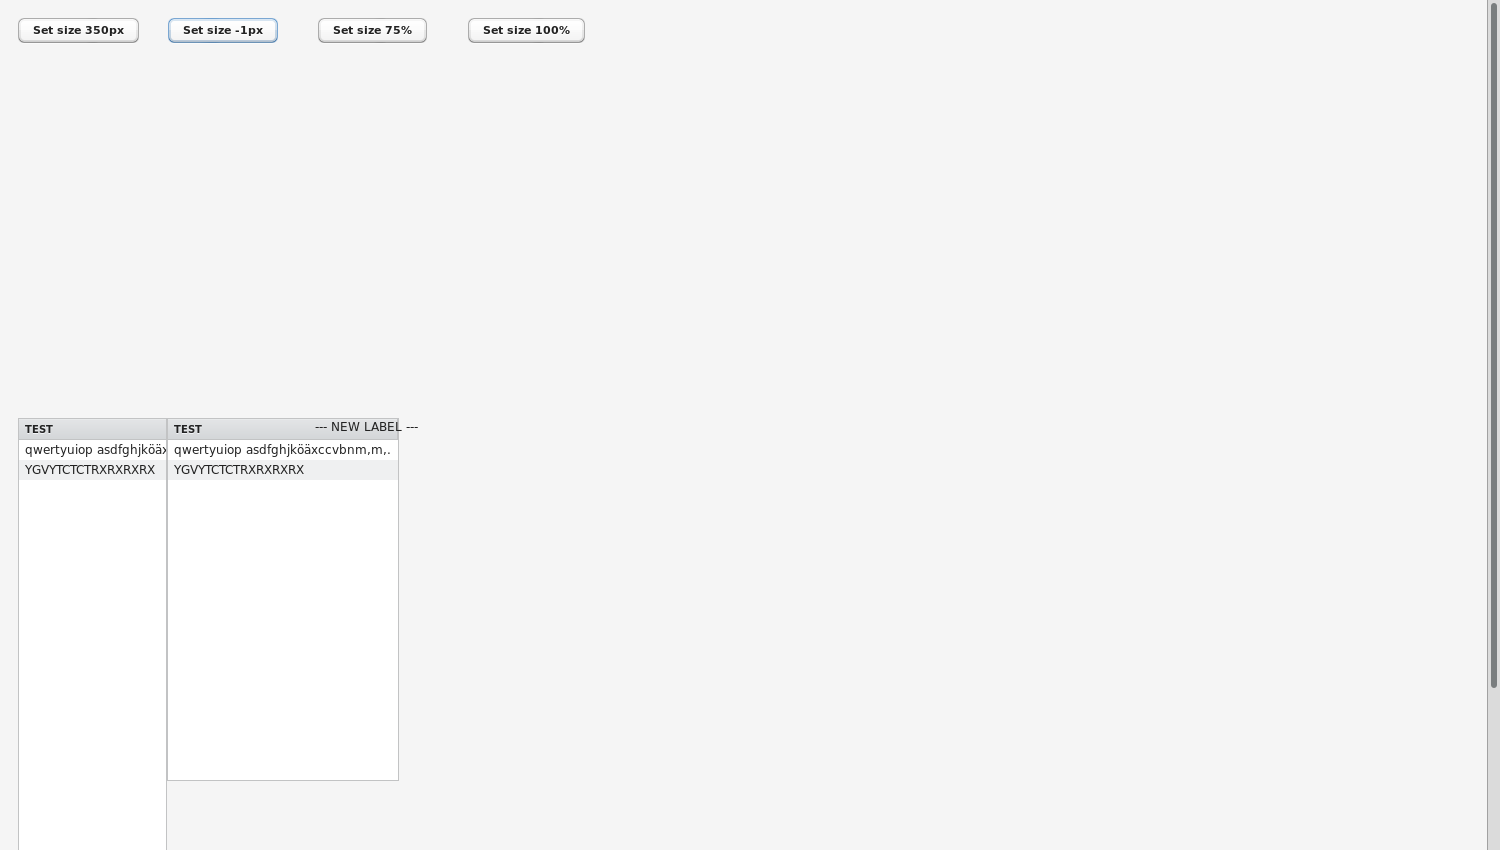 Set size 350px Set size -1px Set size 75% Set size 100%
TEST TEST --- NEW LABEL ---
qwertyuiop asdfghjköäx qwertyuiop asdfghjköäxccvbnm,m,.
YGVYTCTCTRXRXRXRX YGVYTCTCTRXRXRXRX